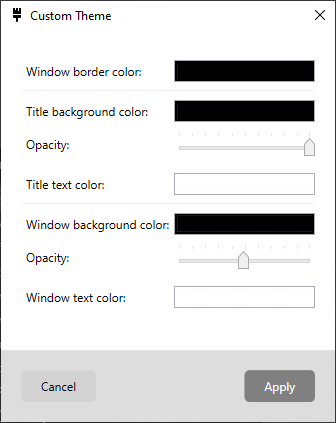 Custom Theme
Window border color:
Title background color:
Opacity:
Title text color:
Window background color:
Opacity:
Window text color:
Cancel
Apply